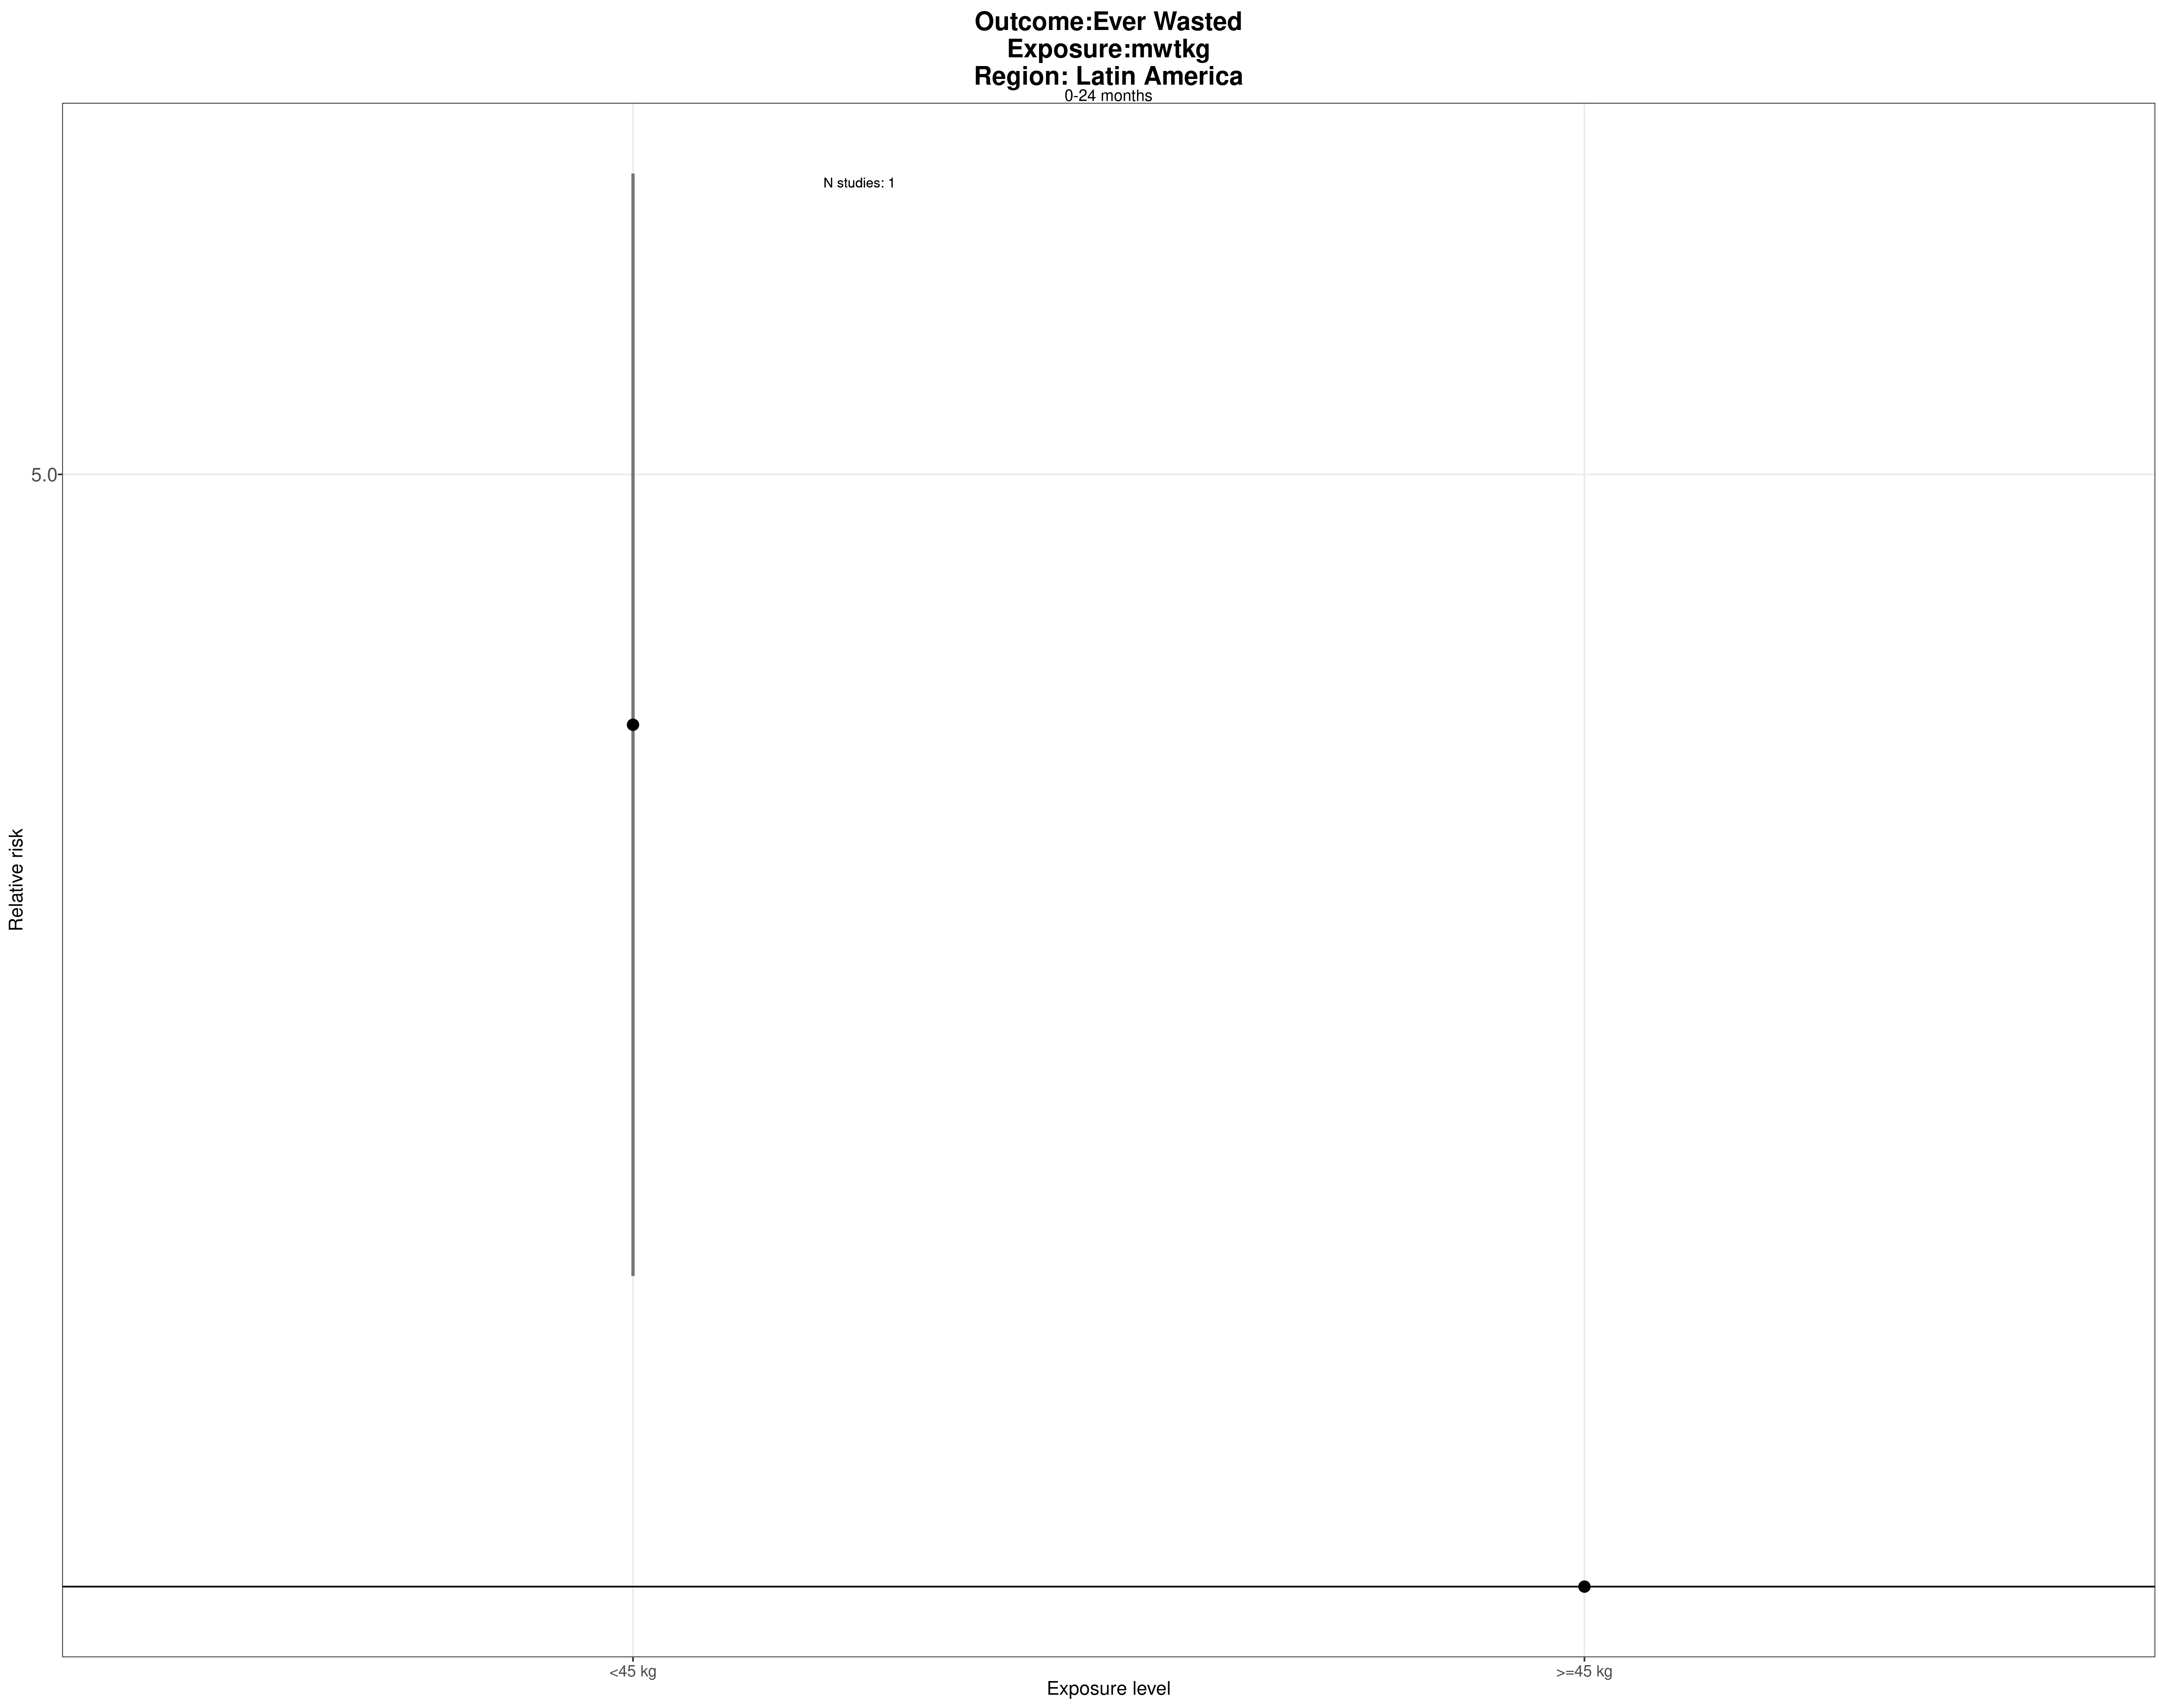 Outcome:Ever Wasted
Exposure:mwtkg
Region: Latin America
0-24 months
N studies: 1
5.0
Relative risk
<45 kg
>=45 kg
Exposure level